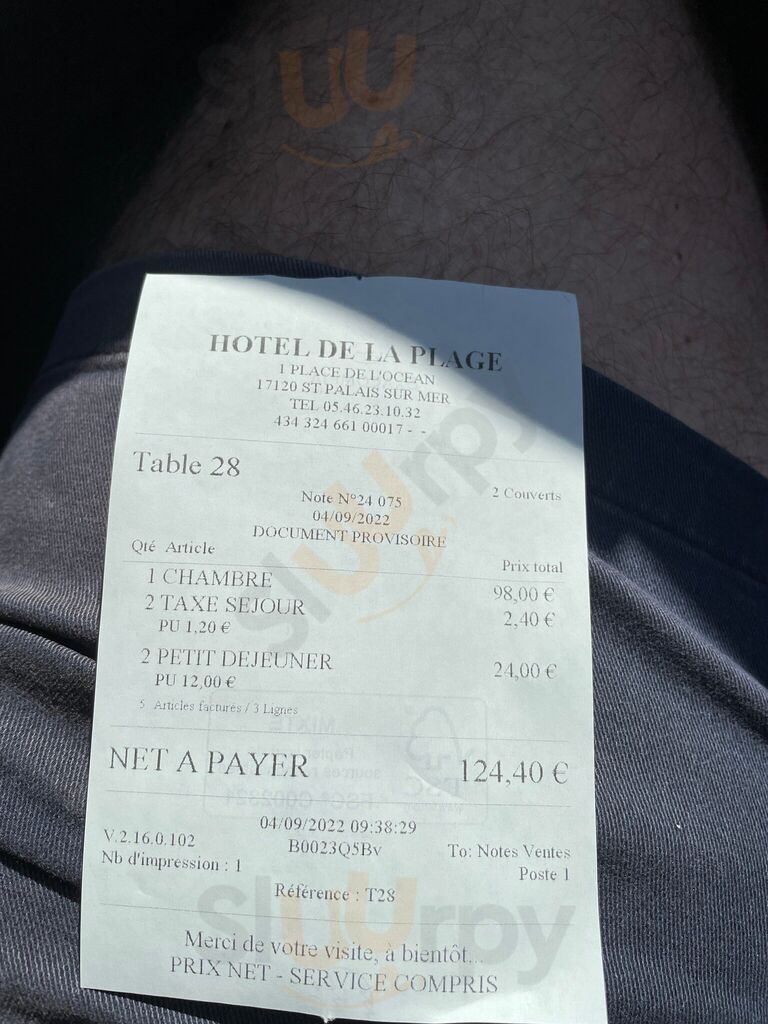 HOTEL DE LA PLAGE
1 PLACE DE L'OCEAN
17120 ST PALAIS SUR MER
TEL 05.46.23.10.32
434 324 661 00017 - -
Table 28
2 Couverts
Note N°24 075
04/09/2022
DOCUMENT PROVISOIRE
Qté Article Prix total
1 CHAMBRE 98,00 €
2 TAXE SEJOUR 2,40 €
PU 1,20 €
2 PETIT DEJEUNER 24,00 €
PU 12,00 €
5 Articles facturés / 3 Lignes
NET A PAYER 124,40 €
04/09/2022 09:38:29
V.2.16.0.102 B0023Q5Bv To: Notes Ventes
Nb d'impression : 1 Poste 1
Référence : T28
Merci de votre visite, à bientôt...
PRIX NET - SERVICE COMPRIS
slUUrpy
slUUrpy